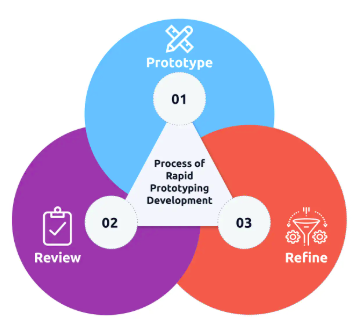 Prototype
01
Process of
Rapid
Prototyping
Development
02
03
Review
Refine